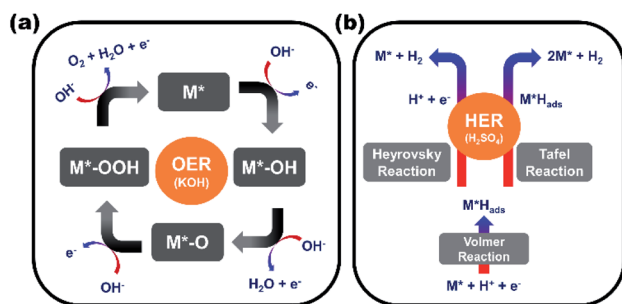 (a)
O₂ + H₂O + e⁻
OH⁻
OH⁻
e⁻
M*
M*-OOH
OER
(KOH)
M*-OH
M*-O
e⁻
OH⁻
OH⁻
H₂O + e⁻
(b)
M* + H₂
2M* + H₂
H⁺ + e⁻
M*Hₐds
HER
(H₂SO₄)
Heyrovsky
Reaction
Tafel
Reaction
M*Hₐds
Volmer
Reaction
M* + H⁺ + e⁻